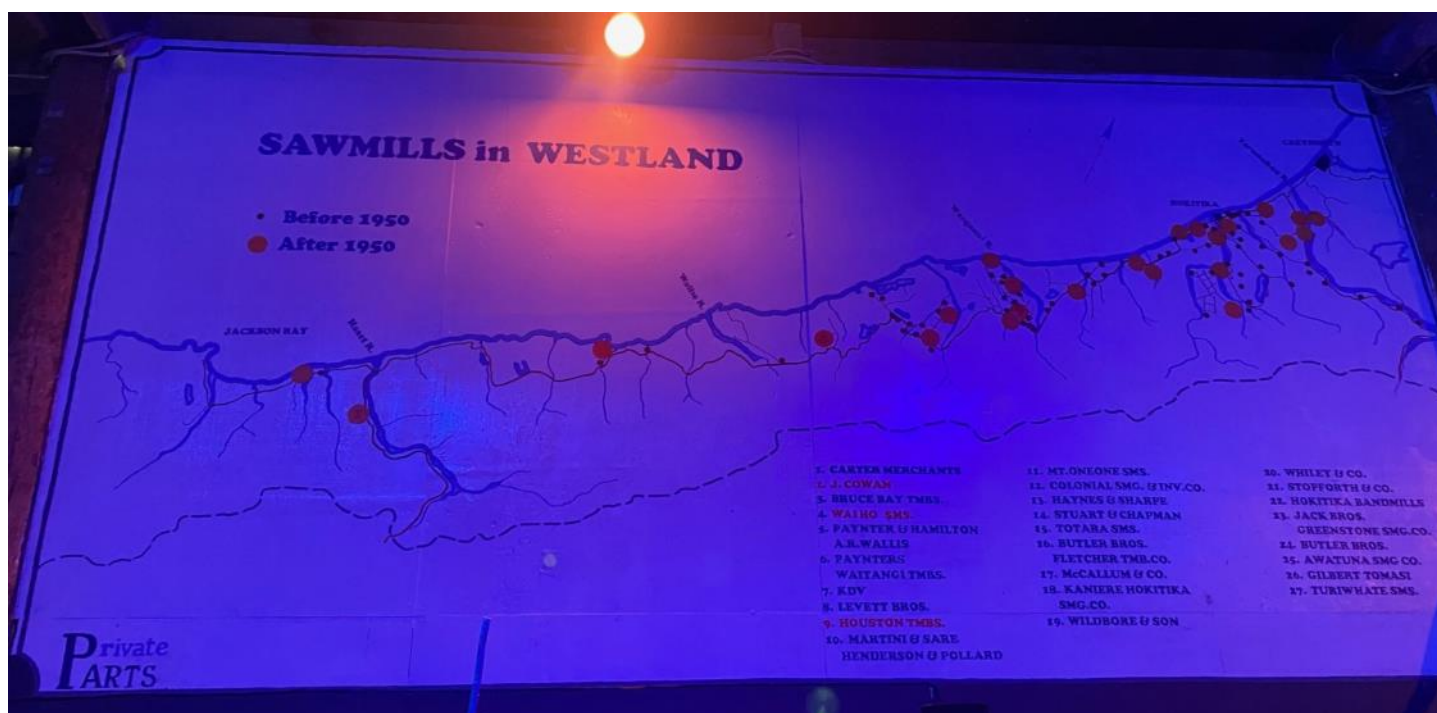 SAWMILLS in WESTLAND
Before 1950
After 1950
GREYMOUTH
HOKITIKA
JACKSON BAY
Haast R.
1. CARTER MERCHANTS
2. J. COWAN
3. BRUCE BAY TMBS.
4. WAIHO SMS.
5. PAYNTER & HAMILTON
A.R. WALLIS
6. PAYNTERS
WAITANGI TMBS.
7. KDV
8. LEVETT BROS.
9. HOUSTON TMBS.
10. MARTINI & SARE
HENDERSON & POLLARD
11. MT. ONEONE SMS.
12. COLONIAL SMG. & INV. CO.
13. HAYNES & SHARPE
14. STUART & CHAPMAN
15. TOTARA SMS.
16. BUTLER BROS.
FLETCHER TMB. CO.
17. McCALLUM & CO.
18. KANIERE HOKITIKA
SMG. CO.
19. WILDBORE & SON
20. WHILEY & CO.
21. STOPFORTH & CO.
22. HOKITIKA BANDMILLS
23. JACK BROS.
GREENSTONE SMG. CO.
24. BUTLER BROS.
25. AWATUNA SMG CO.
26. GILBERT TOMASI
27. TURIWHATE SMS.
Private
PARTS